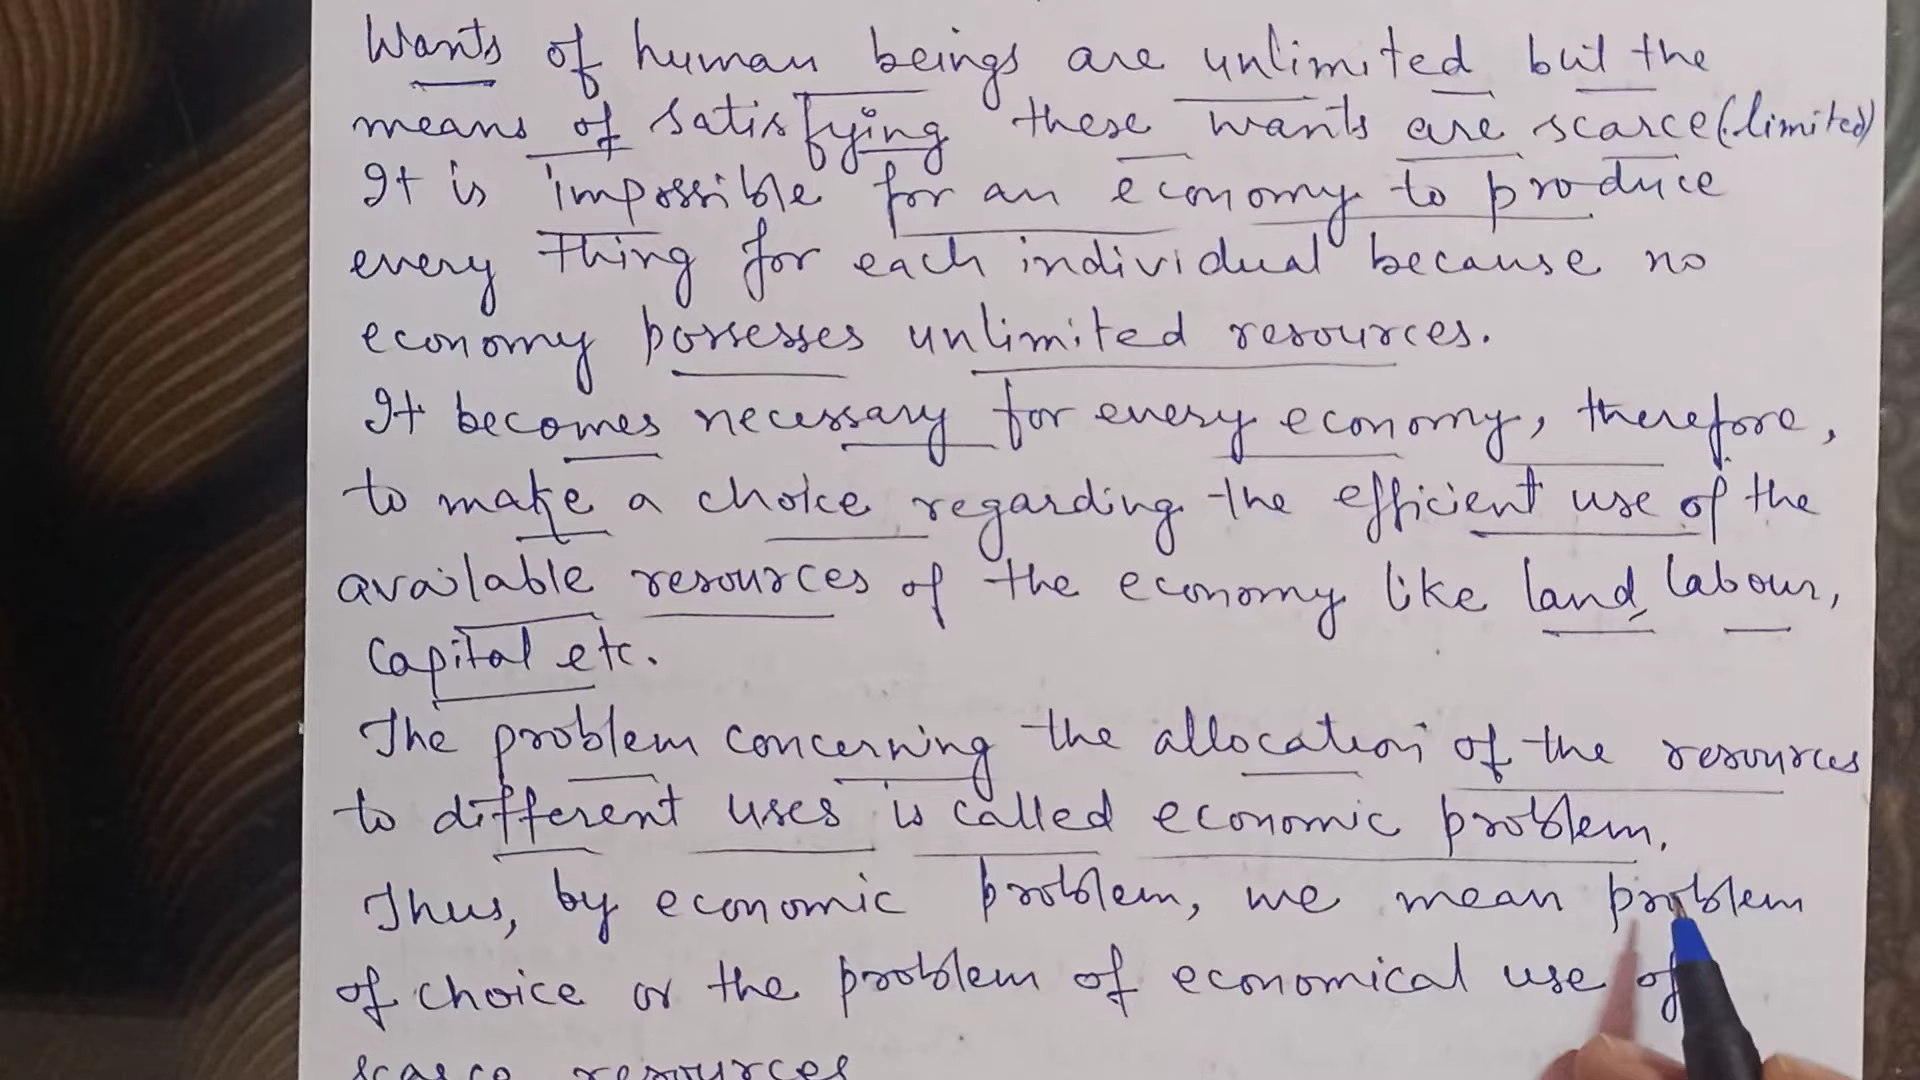 Wants of human beings are unlimited but the
means of satisfying these wants are scarce (limited)
It is impossible for an economy to produce
every thing for each individual because no
economy possesses unlimited resources.
It becomes necessary for every economy, therefore,
to make a choice regarding the efficient use of the
available resources of the economy like land, labour,
Capital etc.
The problem concerning the allocation of the resources
to different uses is called economic problem.
Thus, by economic problem, we mean problem
of choice or the problem of economical use of
scarce resources